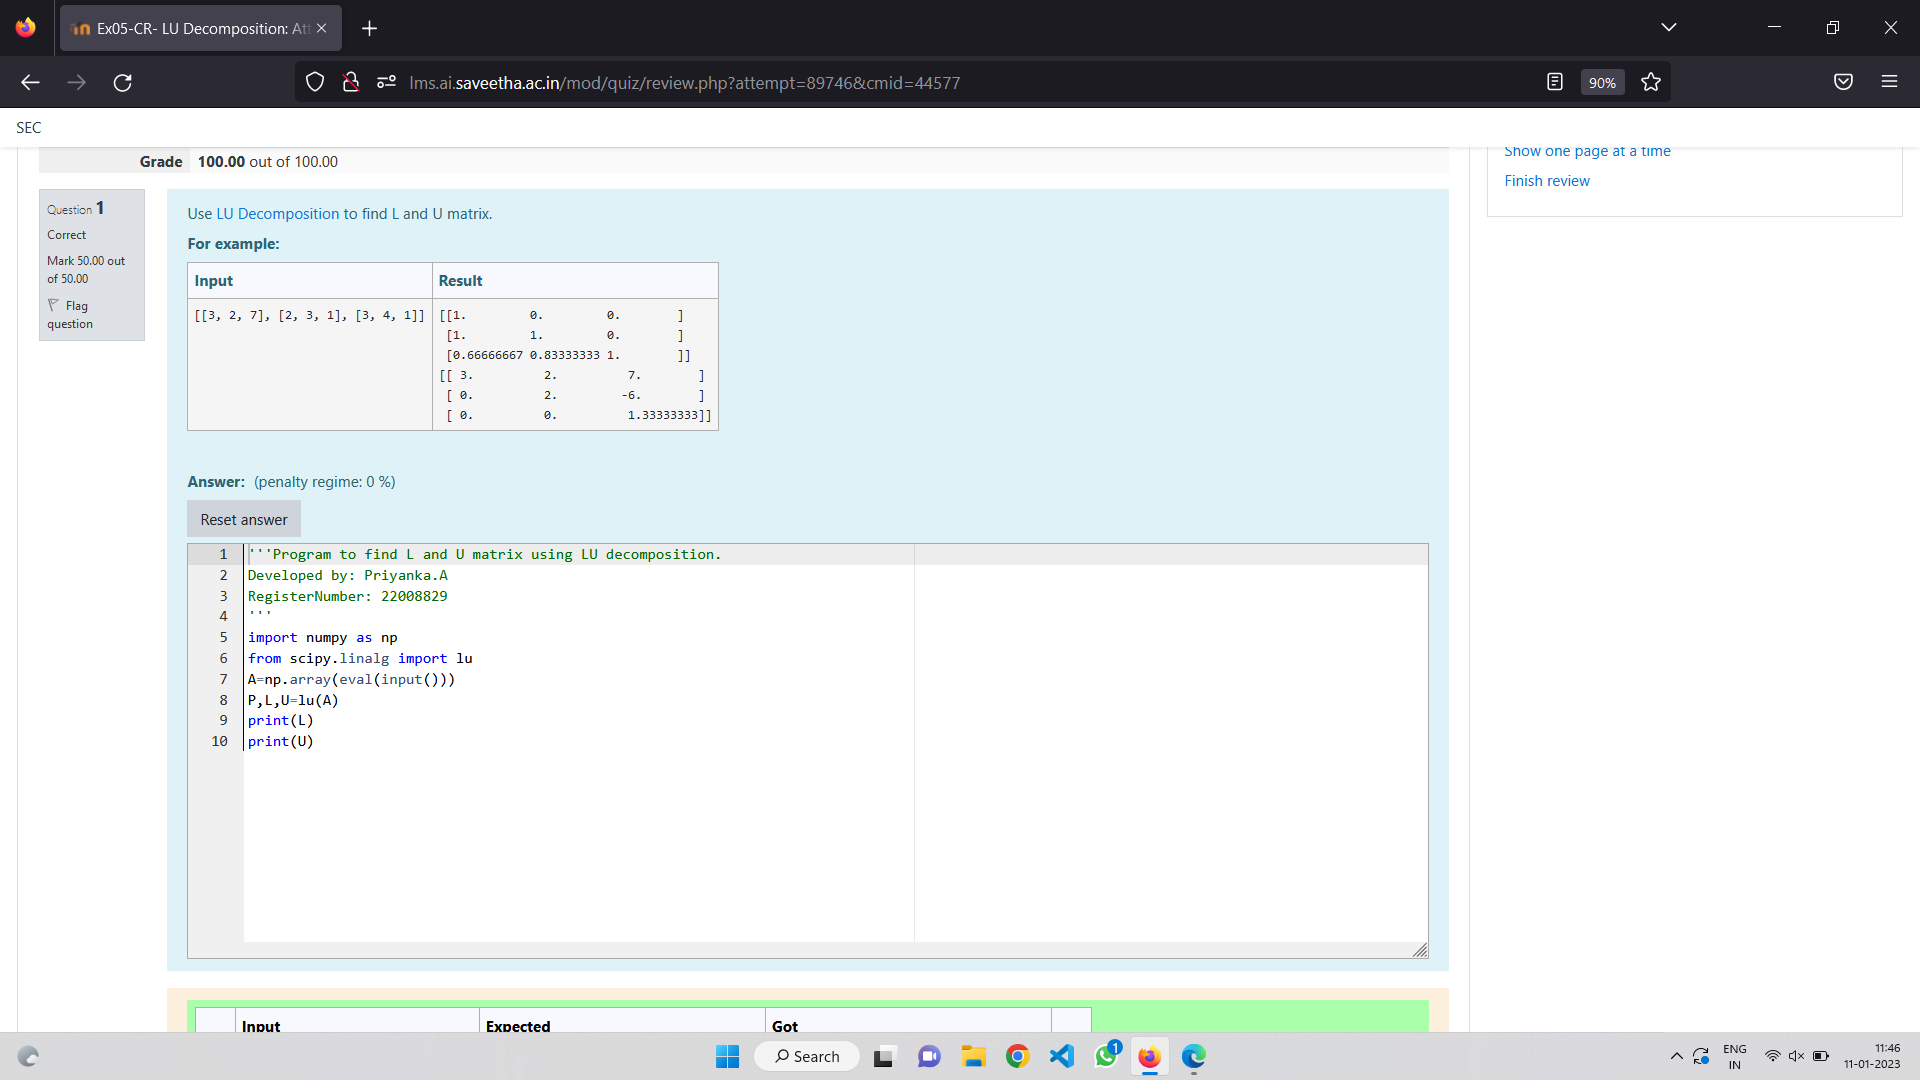 Ex05-CR- LU Decomposition: Att
lms.ai.saveetha.ac.in/mod/quiz/review.php?attempt=89746&cmid=44577
90%
SEC
Grade 100.00 out of 100.00
Show one page at a time
Finish review
Question 1
Correct
Mark 50.00 out
of 50.00
Flag
question
Use LU Decomposition to find L and U matrix.
For example:
Input Result
[[3, 2, 7], [2, 3, 1], [3, 4, 1]] [[1. 0. 0. ]
[1. 1. 0. ]
[0.66666667 0.83333333 1. ]]
[[ 3. 2. 7. ]
[ 0. 2. -6. ]
[ 0. 0. 1.33333333]]
Answer: (penalty regime: 0 %)
Reset answer
1 '''Program to find L and U matrix using LU decomposition.
2 Developed by: Priyanka.A
3 RegisterNumber: 22008829
4 '''
5 import numpy as np
6 from scipy.linalg import lu
7 A=np.array(eval(input()))
8 P,L,U=lu(A)
9 print(L)
10 print(U)
Input Expected Got
Search
1
ENG
IN
11:46
11-01-2023